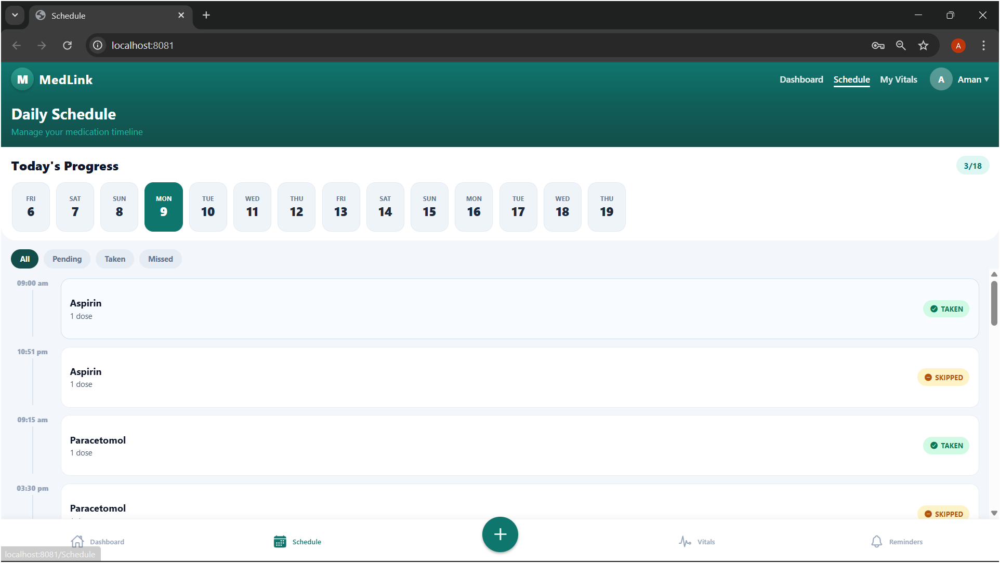 Schedule
localhost:8081
A
M MedLink
Dashboard Schedule My Vitals A Aman
Daily Schedule
Manage your medication timeline
Today's Progress
3/18
FRI SAT SUN MON TUE WED THU FRI SAT SUN MON TUE WED THU
6 7 8 9 10 11 12 13 14 15 16 17 18 19
All Pending Taken Missed
09:00 am
Aspirin
1 dose
TAKEN
10:51 pm
Aspirin
1 dose
SKIPPED
09:15 am
Paracetomol
1 dose
TAKEN
03:30 pm
Paracetomol
SKIPPED
Dashboard Schedule + Vitals Reminders
localhost:8081/Schedule